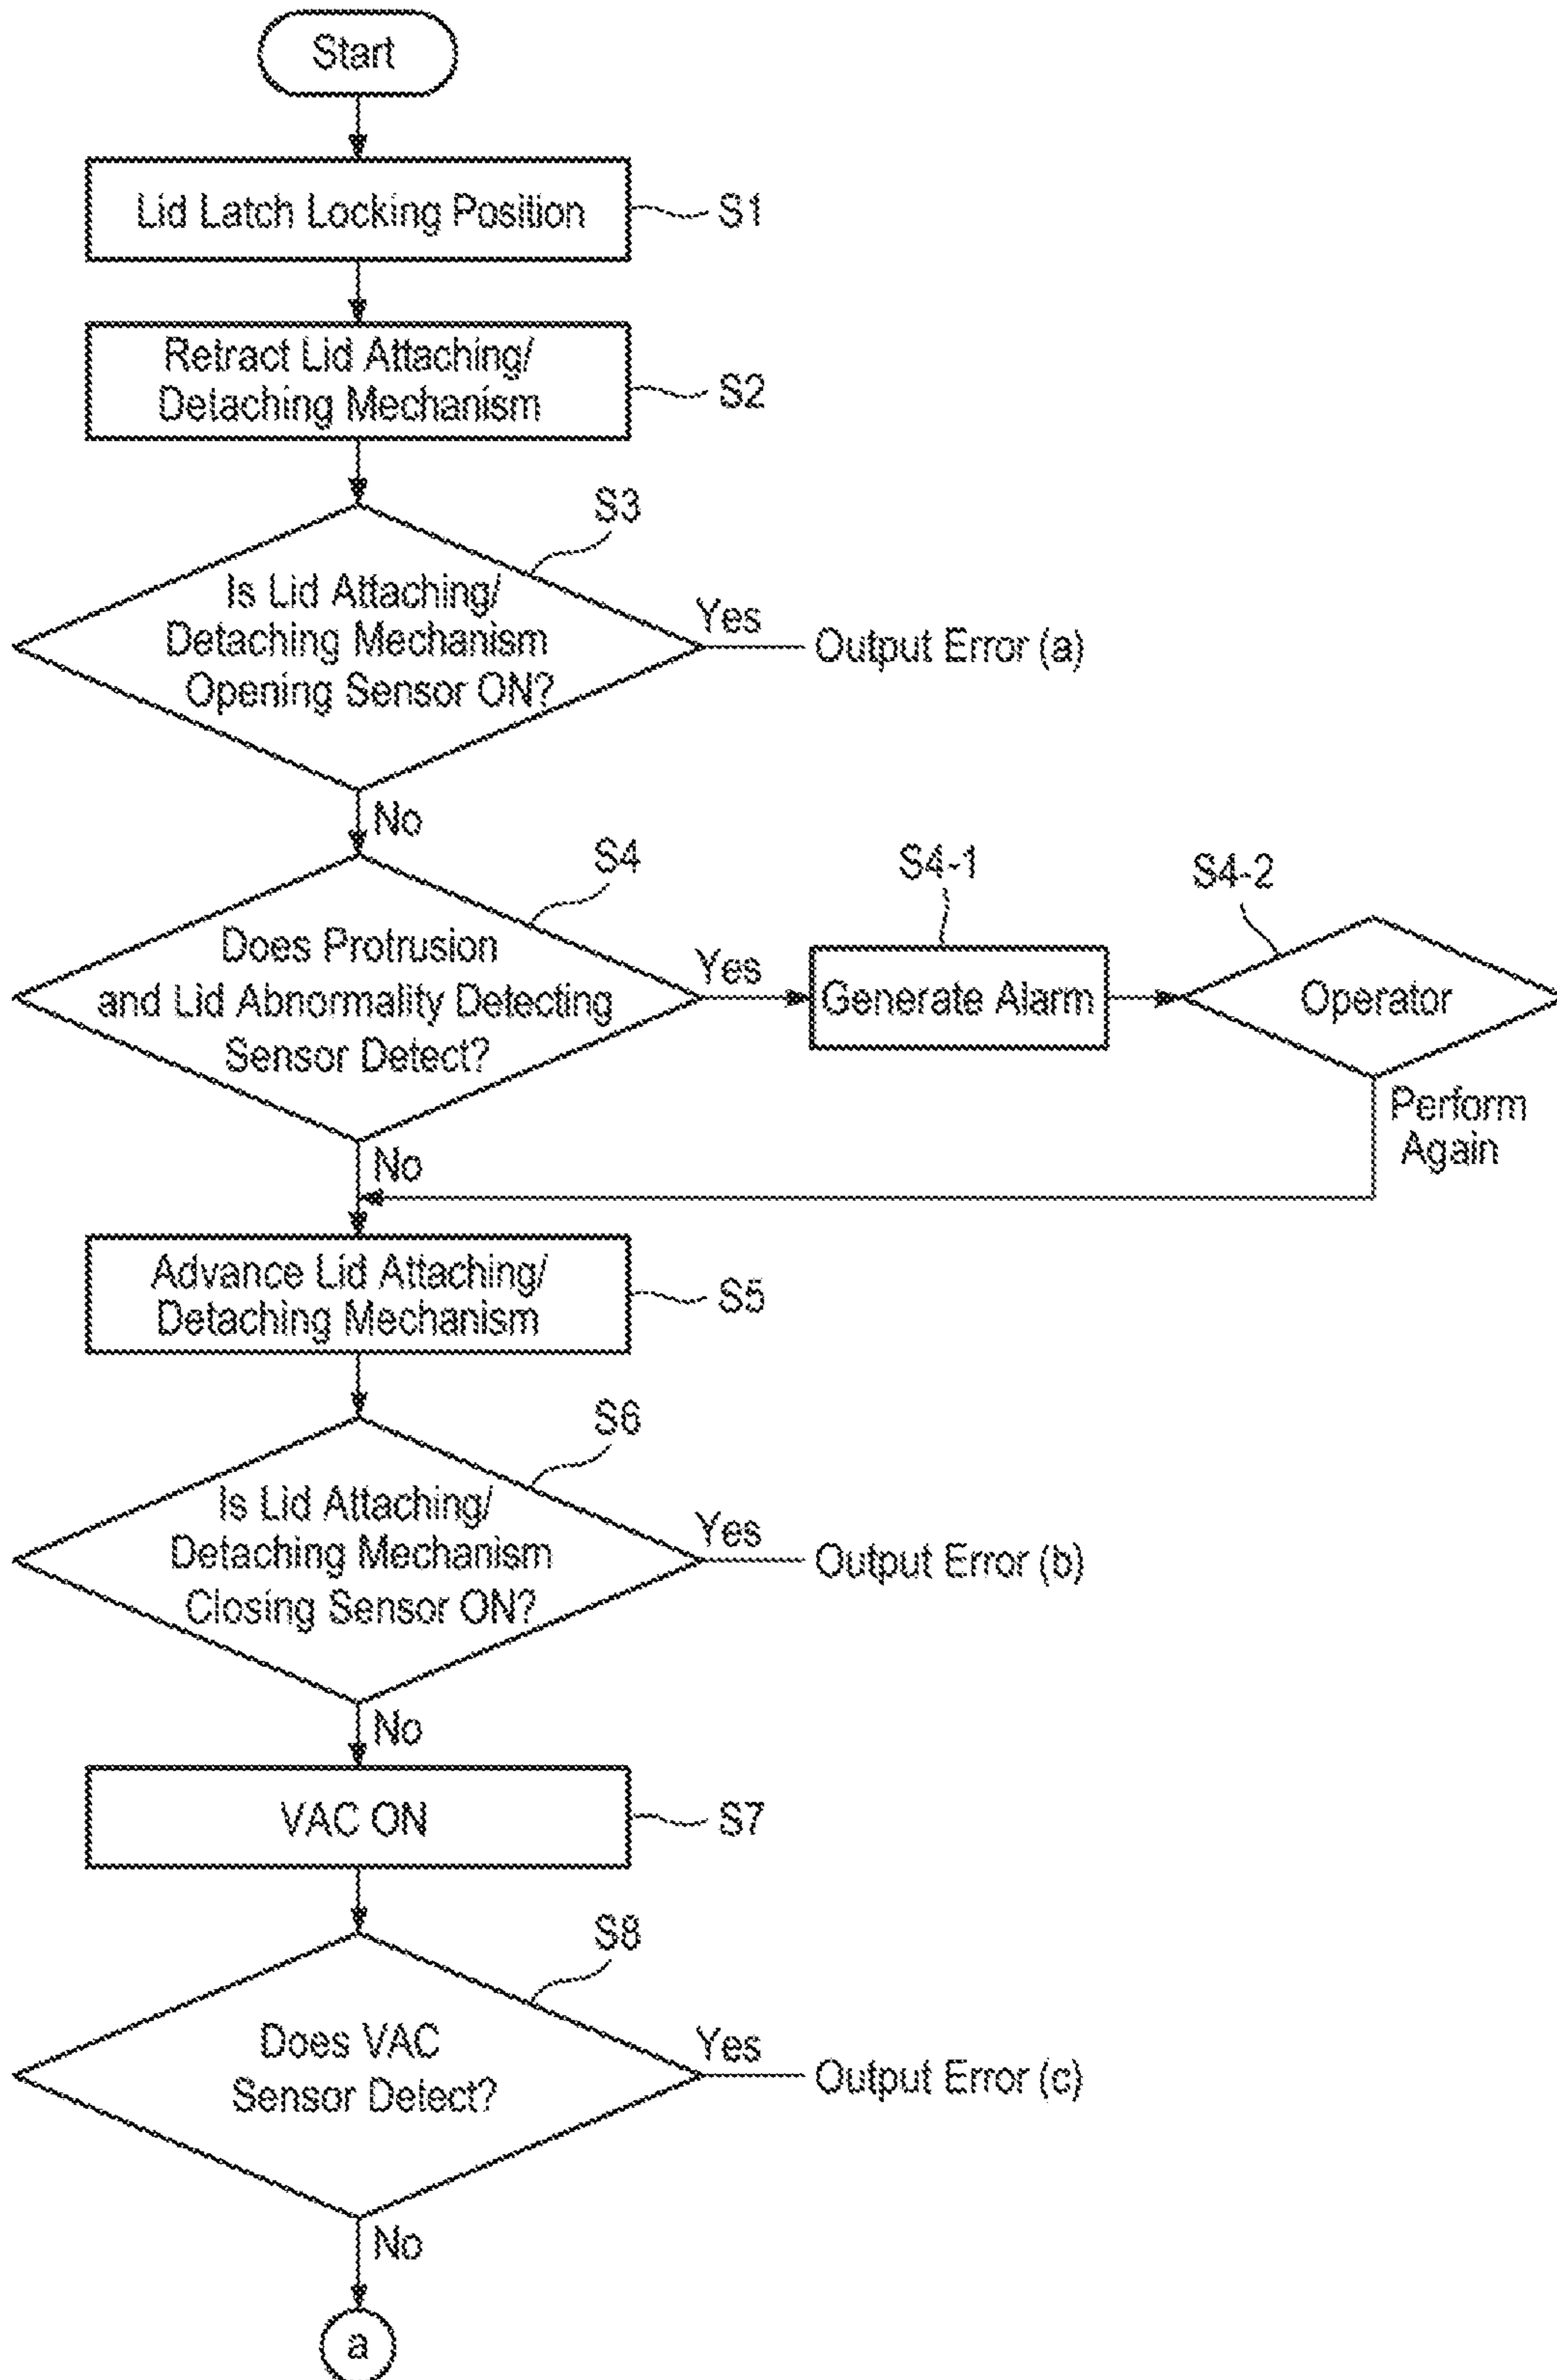 Start
Lid Latch Locking Position
S1
Retract Lid Attaching/
Detaching Mechanism
S2
S3
Is Lid Attaching/
Detaching Mechanism
Opening Sensor ON?
Yes
Output Error (a)
No
S4
Does Protrusion
and Lid Abnormality Detecting
Sensor Detect?
Yes
S4-1
Generate Alarm
S4-2
Operator
Perform
Again
No
Advance Lid Attaching/
Detaching Mechanism
S5
S6
Is Lid Attaching/
Detaching Mechanism
Closing Sensor ON?
Yes
Output Error (b)
No
VAC ON
S7
S8
Does VAC
Sensor Detect?
Yes
Output Error (c)
No
a